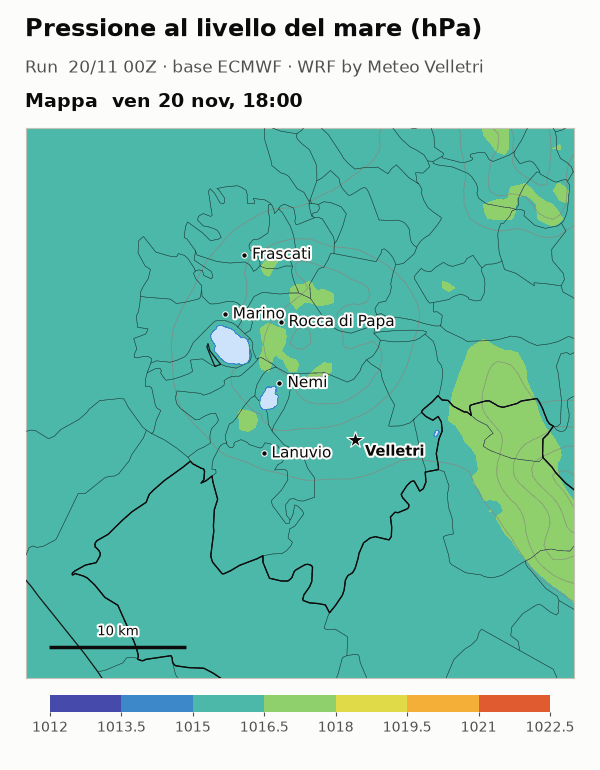 Pressione al livello del mare (hPa)
Run  20/11 00Z · base ECMWF · WRF by Meteo Velletri
Mappa  ven 20 nov, 18:00
Frascati
Marino
Rocca di Papa
Nemi
Velletri
Lanuvio
10 km
1012 1013.5 1015 1016.5 1018 1019.5 1021 1022.5